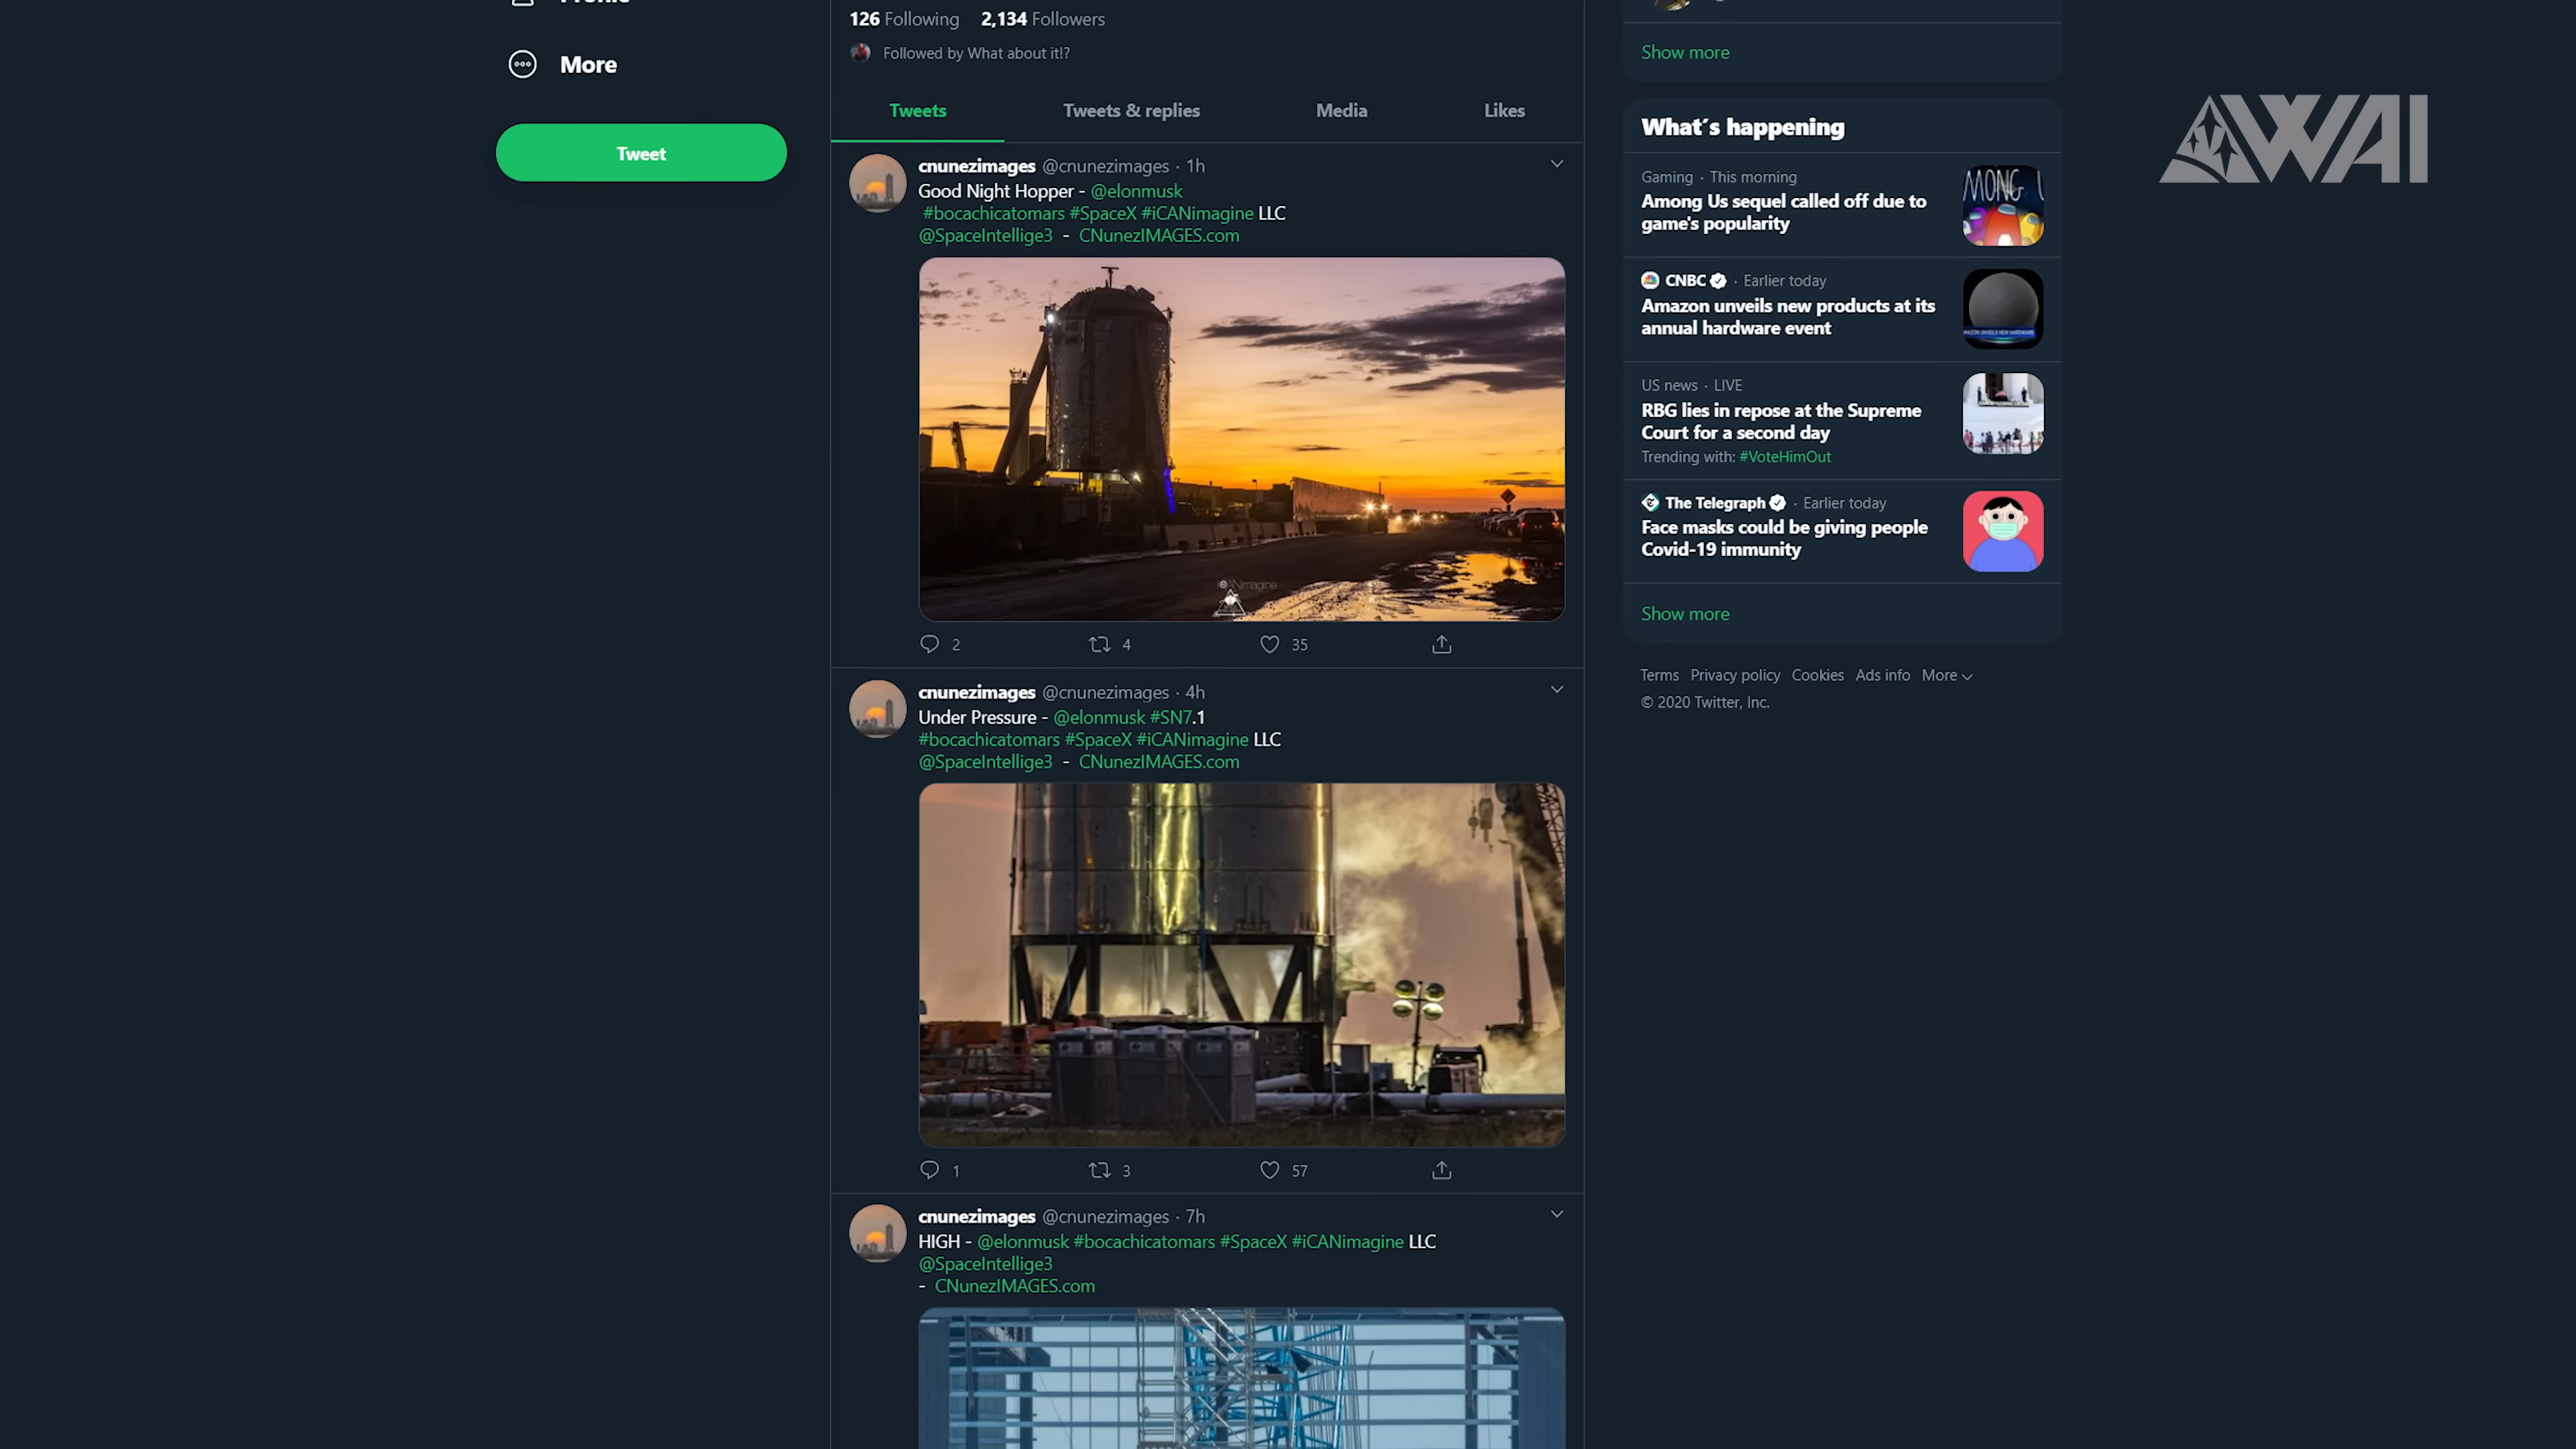 126 Following 2,134 Followers
Followed by What about it!?
More
Tweet
Tweets Tweets & replies Media Likes
cnunezimages @cnunezimages · 1h
Good Night Hopper - @elonmusk
#bocachicatomars #SpaceX #iCANimagine LLC
@SpaceIntellige3 - CNunezIMAGES.com
2 4 35
cnunezimages @cnunezimages · 4h
Under Pressure - @elonmusk #SN7.1
#bocachicatomars #SpaceX #iCANimagine LLC
@SpaceIntellige3 - CNunezIMAGES.com
1 3 57
cnunezimages @cnunezimages · 7h
HIGH - @elonmusk #bocachicatomars #SpaceX #iCANimagine LLC
@SpaceIntellige3
- CNunezIMAGES.com
Show more
What´s happening
Gaming · This morning
Among Us sequel called off due to
game's popularity
MONG U
CNBC · Earlier today
Amazon unveils new products at its
annual hardware event
US news · LIVE
RBG lies in repose at the Supreme
Court for a second day
Trending with: #VoteHimOut
The Telegraph · Earlier today
Face masks could be giving people
Covid-19 immunity
Show more
Terms Privacy policy Cookies Ads info More
© 2020 Twitter, Inc.
WAI